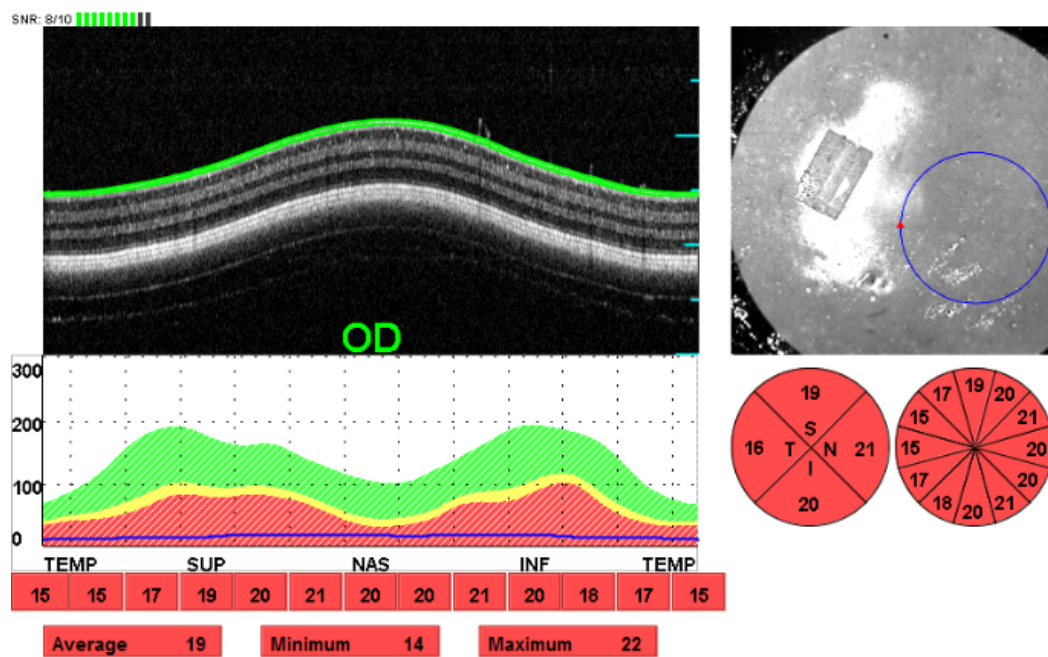 SNR: 8/10
OD
300
200
100
0
TEMP SUP NAS INF TEMP
15 15 17 19 20 21 20 20 21 20 18 17 15
Average 19 Minimum 14 Maximum 22
19
S
16 T N 21
I
20
19
17 20
15 21
15 20
17 20
18 21
20